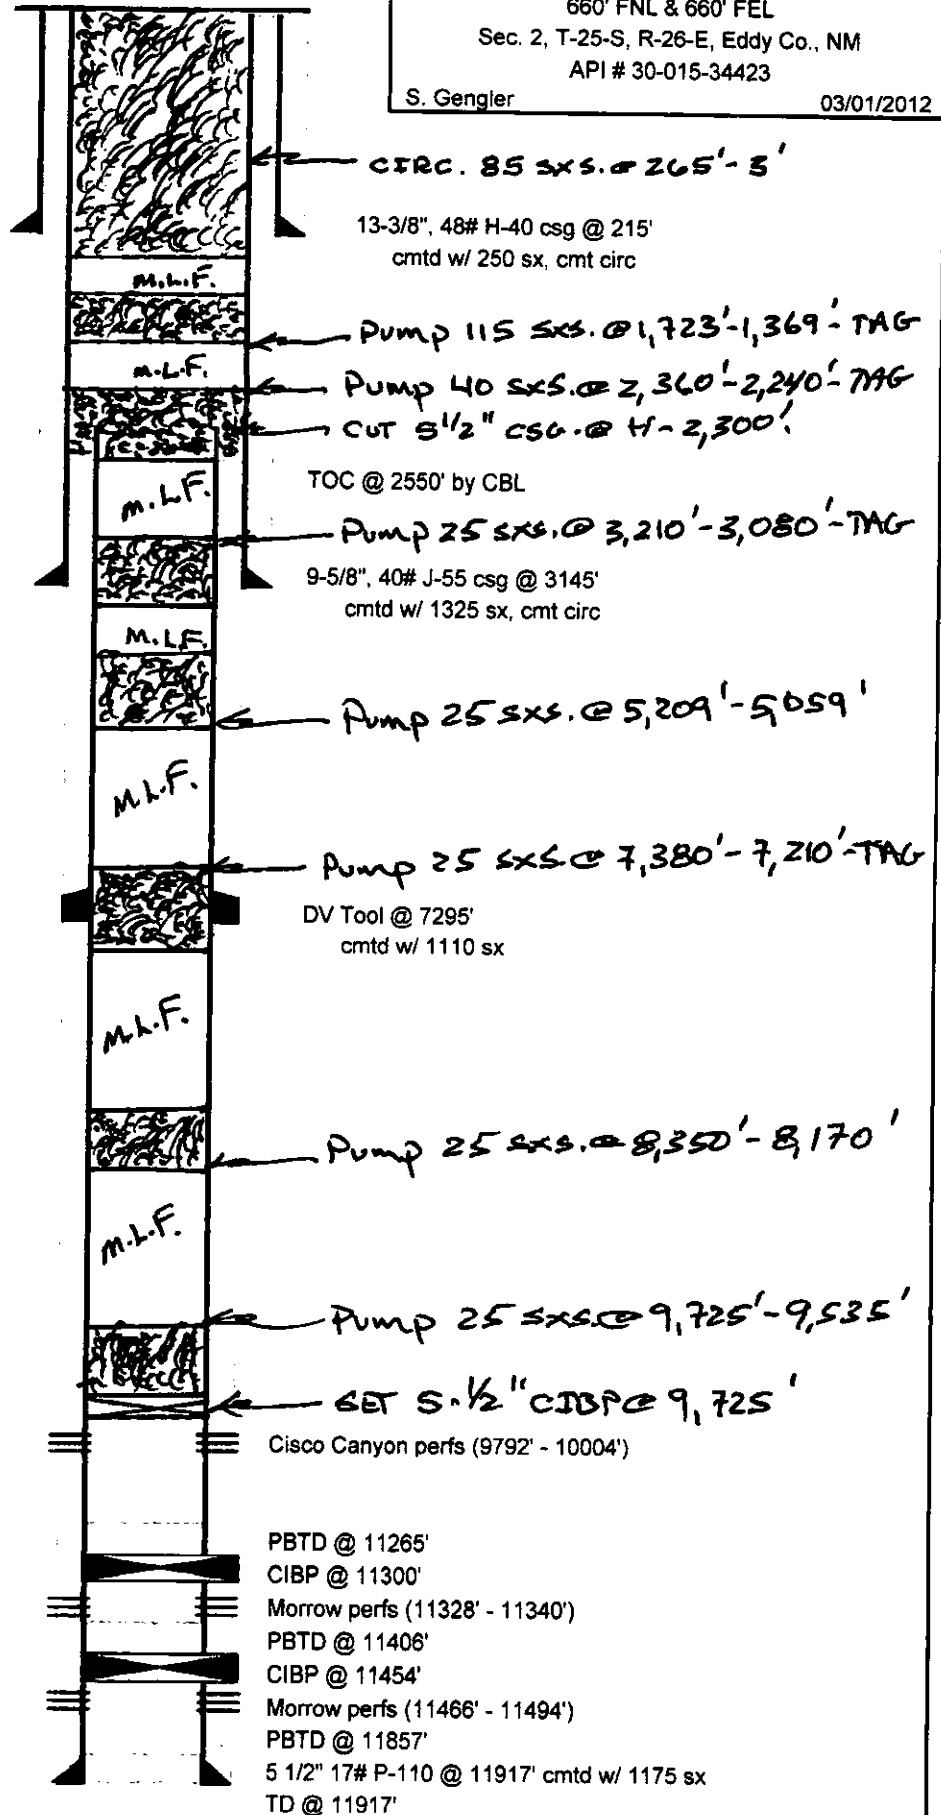 660' FNL & 660' FEL
Sec. 2, T-25-S, R-26-E, Eddy Co., NM
API # 30-015-34423
S. Gengler 03/01/2012
CIRC. 85 SXS. @ 265'-3'
13-3/8", 48# H-40 csg @ 215'
cmtd w/ 250 sx, cmt circ
M.L.F.
Pump 115 SXS. @ 1,723'-1,369'-TAG
M.L.F.
Pump 40 SXS. @ 2,360'-2,240'-TAG
CUT 5 1/2" CSG. @ +/- 2,300'.
TOC @ 2550' by CBL
M.L.F.
Pump 25 SXS. @ 3,210'-3,080'-TAG
9-5/8", 40# J-55 csg @ 3145'
cmtd w/ 1325 sx, cmt circ
M.L.F.
Pump 25 SXS. @ 5,209'-5,059'
M.L.F.
Pump 25 SXS @ 7,380'-7,210'-TAG
DV Tool @ 7295'
cmtd w/ 1110 sx
M.L.F.
Pump 25 SXS. @ 8,350'-8,170'
M.L.F.
Pump 25 SXS. @ 9,725'-9,535'
SET 5-1/2" CIBP @ 9,725'
Cisco Canyon perfs (9792' - 10004')
PBTD @ 11265'
CIBP @ 11300'
Morrow perfs (11328' - 11340')
PBTD @ 11406'
CIBP @ 11454'
Morrow perfs (11466' - 11494')
PBTD @ 11857'
5 1/2" 17# P-110 @ 11917' cmtd w/ 1175 sx
TD @ 11917'